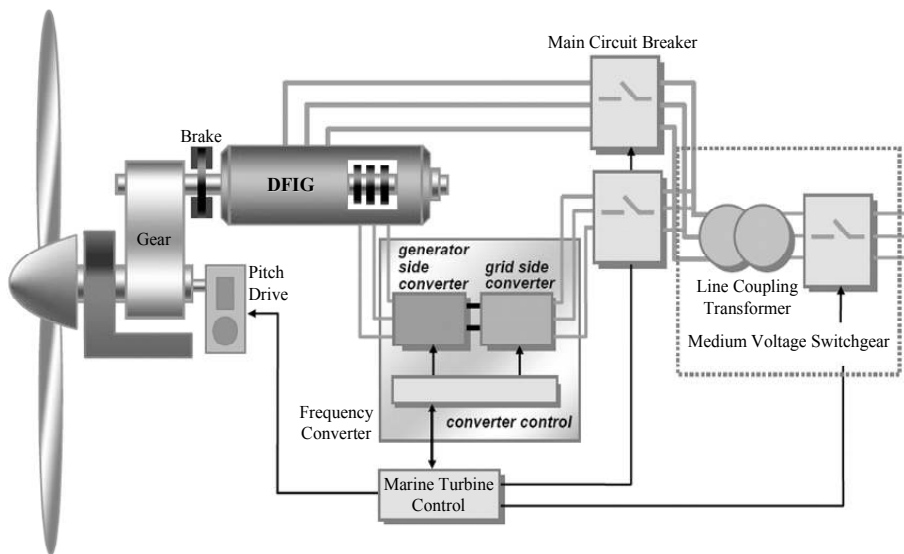 Main Circuit Breaker
Brake
DFIG
Gear
Pitch
Drive
generator
side
converter
grid side
converter
Line Coupling
Transformer
Medium Voltage Switchgear
Frequency
Converter
converter control
Marine Turbine
Control